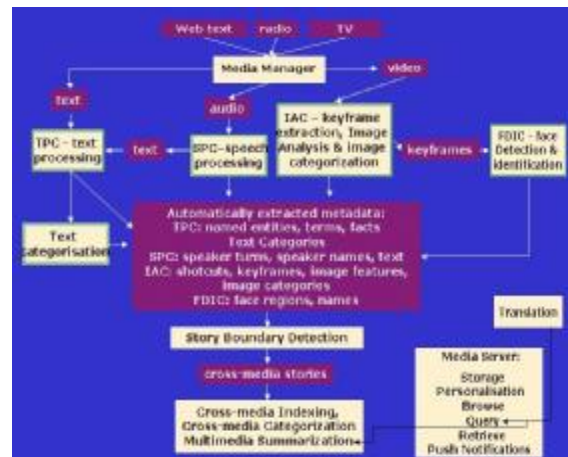 Web text
radio
TV
Media Manager
video
text
audio
IAC - keyframe
extraction, Image
Analysis & image
categorization
TPC - text
processing
text
SPC-speech
processing
keyframes
FDIC - face
Detection &
identification
Text
categorisation
Automatically extracted metadata:
TPC: named entities, terms, facts
Text Categories
SPC: speaker turns, speaker names, text
IAC: shotcuts, keyframes, image features,
image categories
FDIC: face regions, names
Translation
Story Boundary Detection
cross-media stories
Media Server:
Storage
Personalisation
Browse
Query
Retrieve
Push Notifications
Cross-media Indexing,
Cross-media Categorization
Multimedia Summarization